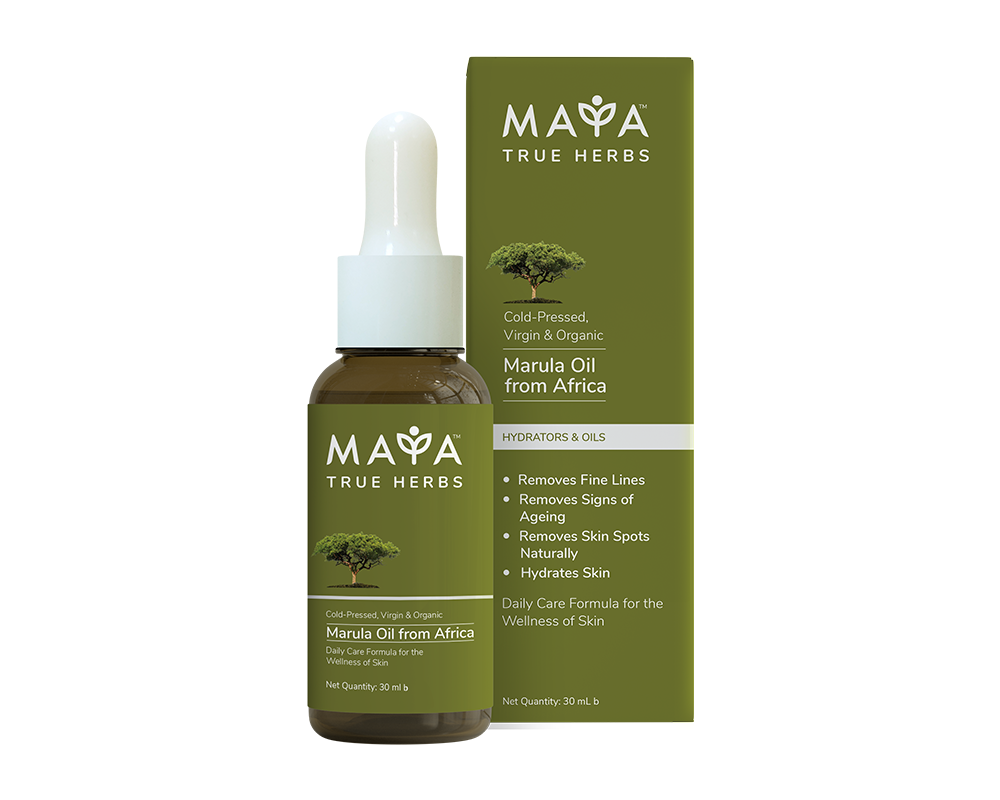 MAYA™
TRUE HERBS
Cold-Pressed, Virgin & Organic
Marula Oil from Africa
Daily Care Formula for the
Wellness of Skin
Net Quantity: 30 ml b
MAYA™
TRUE HERBS
Cold-Pressed,
Virgin & Organic
Marula Oil
from Africa
HYDRATORS & OILS
• Removes Fine Lines
• Removes Signs of
Ageing
• Removes Skin Spots
Naturally
• Hydrates Skin
Daily Care Formula for the
Wellness of Skin
Net Quantity: 30 mL b